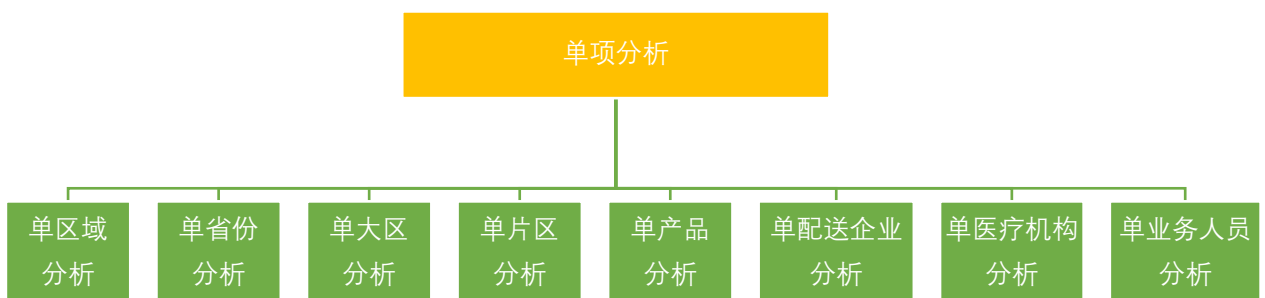 单项分析
单区域
分析
单省份
分析
单大区
分析
单片区
分析
单产品
分析
单配送企业
分析
单医疗机构
分析
单业务人员
分析